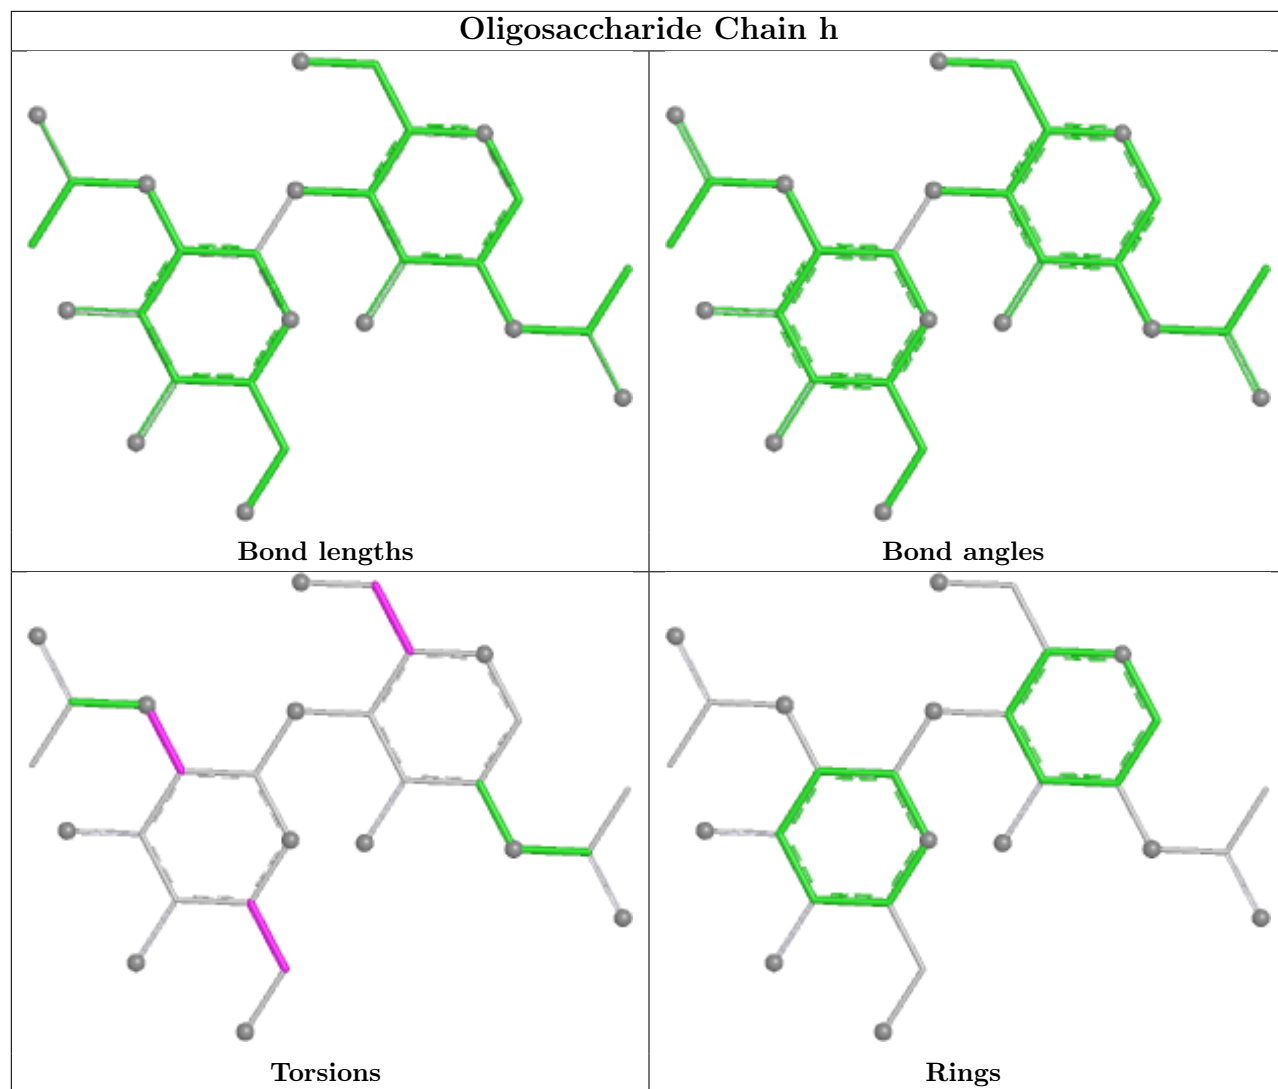 Oligosaccharide Chain h
Bond lengths
Bond angles
Torsions
Rings